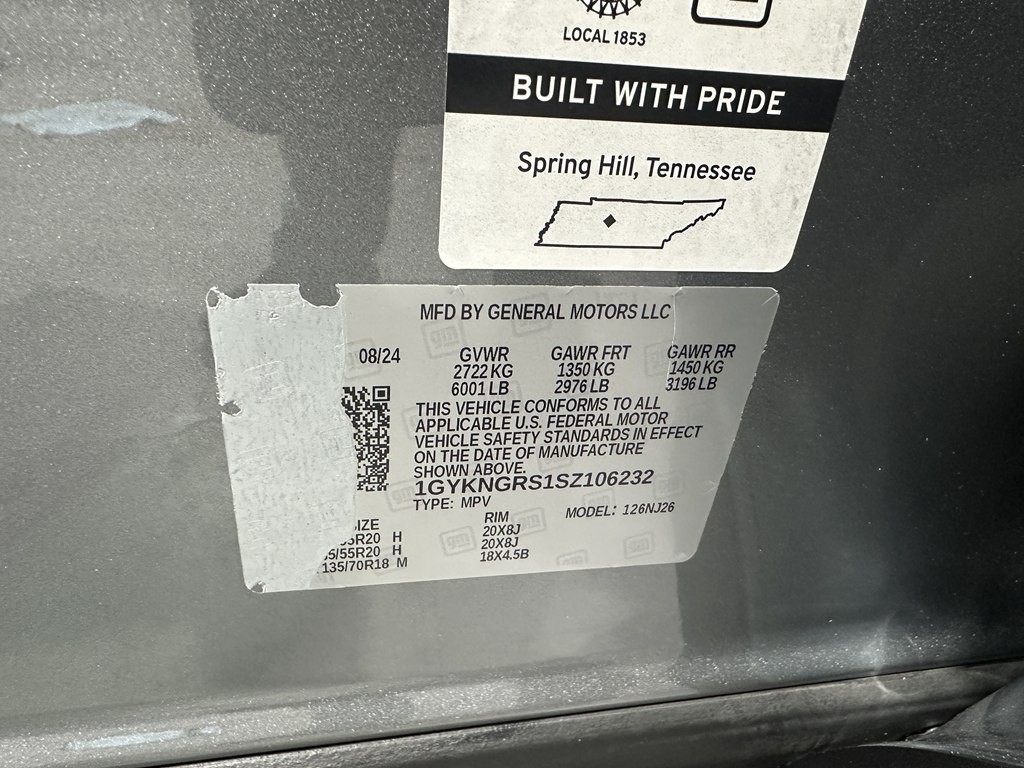 LOCAL 1853
BUILT WITH PRIDE
Spring Hill, Tennessee
MFD BY GENERAL MOTORS LLC
08/24 GVWR GAWR FRT GAWR RR
2722 KG 1350 KG 1450 KG
6001 LB 2976 LB 3196 LB
THIS VEHICLE CONFORMS TO ALL
APPLICABLE U.S. FEDERAL MOTOR
VEHICLE SAFETY STANDARDS IN EFFECT
ON THE DATE OF MANUFACTURE
SHOWN ABOVE.
1GYKNGRS1SZ106232
TYPE: MPV MODEL: 126NJ26
SIZE RIM
5R20 H 20X8J
5/55R20 H 20X8J
135/70R18 M 18X4.5B